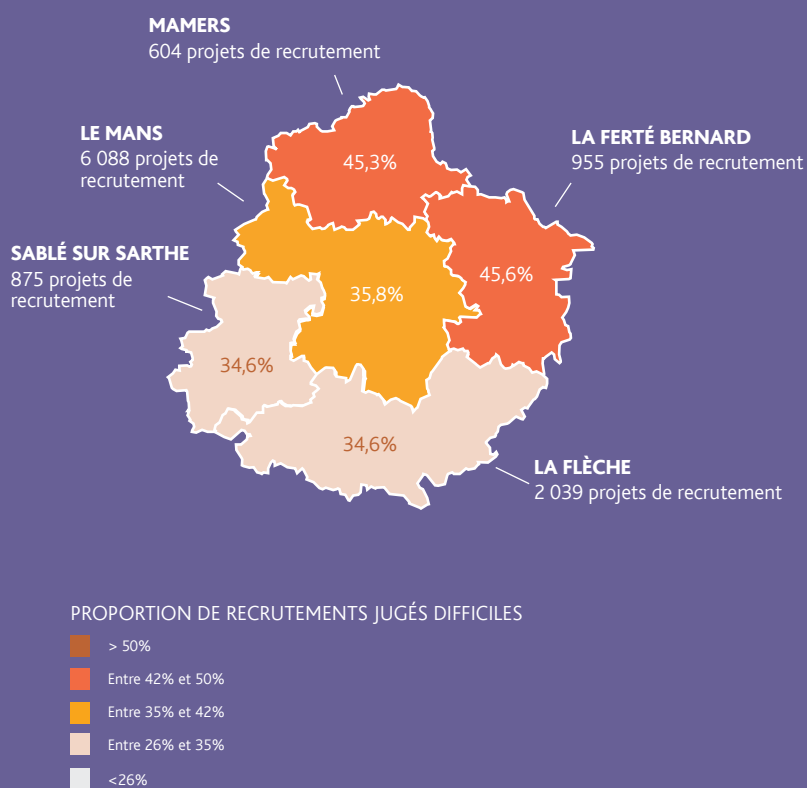 MAMERS
604 projets de recrutement
LE MANS
6 088 projets de
recrutement
LA FERTÉ BERNARD
955 projets de recrutement
45,3%
SABLÉ SUR SARTHE
875 projets de
recrutement
45,6%
35,8%
34,6%
34,6%
LA FLÈCHE
2 039 projets de recrutement
PROPORTION DE RECRUTEMENTS JUGÉS DIFFICILES
> 50%
Entre 42% et 50%
Entre 35% et 42%
Entre 26% et 35%
<26%